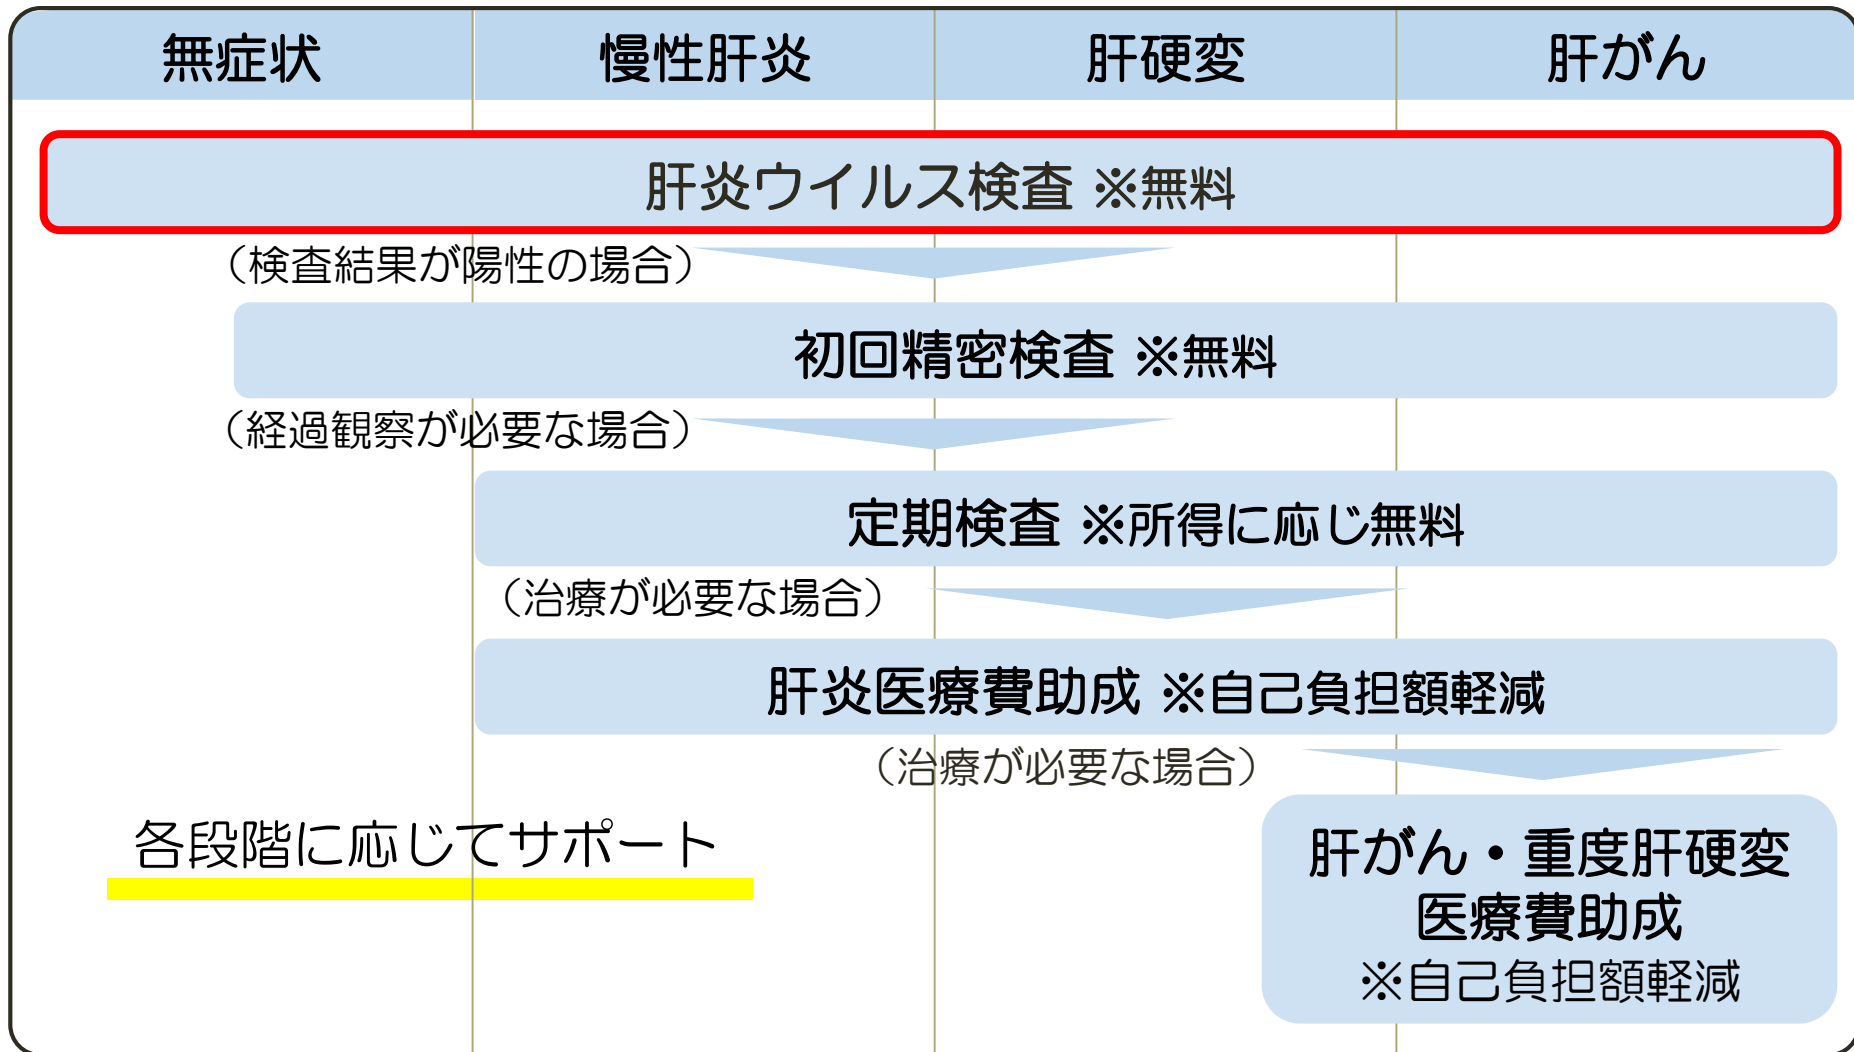 無症状 慢性肝炎 肝硬変 肝がん
肝炎ウイルス検査 ※無料
（検査結果が陽性の場合）
初回精密検査 ※無料
（経過観察が必要な場合）
定期検査 ※所得に応じ無料
（治療が必要な場合）
肝炎医療費助成 ※自己負担額軽減
（治療が必要な場合）
各段階に応じてサポート
肝がん・重度肝硬変
医療費助成
※自己負担額軽減